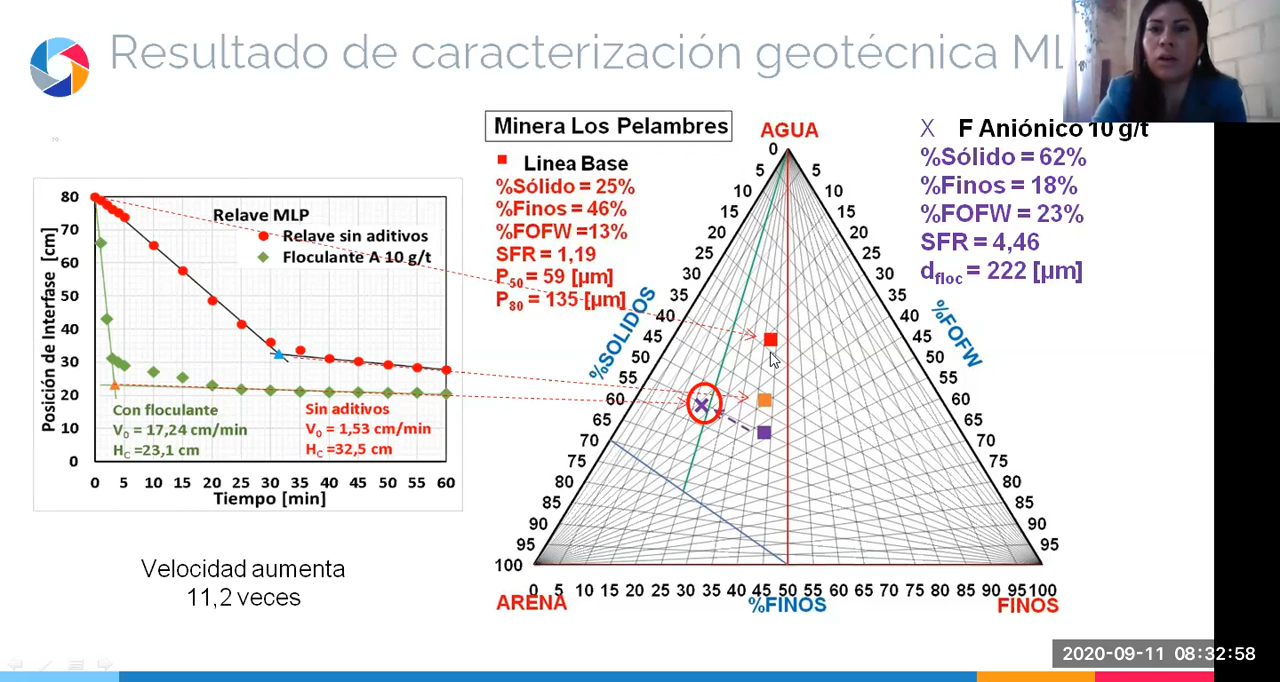 Resultado de caracterización geotécnica ML
Minera Los Pelambres
Linea Base
%Sólido = 25%
%Finos = 46%
%FOFW =13%
SFR = 1,19
P50 = 59 [µm]
P80 = 135 [µm]
X F Aniónico 10 g/t
%Sólido = 62%
%Finos = 18%
%FOFW = 23%
SFR = 4,46
dfloc = 222 [µm]
Relave MLP
Relave sin aditivos
Floculante A 10 g/t
Posición de Interfase [cm]
80
70
60
50
40
30
20
10
0
Con floculante
V0 = 17,24 cm/min
HC =23,1 cm
Sin aditivos
V0 = 1,53 cm/min
HC =32,5 cm
0 5 10 15 20 25 30 35 40 45 50 55 60
Tiempo [min]
Velocidad aumenta
11,2 veces
AGUA
0
5 5
10 10
15 15
20 20
25 25
30 30
35 35
40 40
45 45
50 50
55 55
60 60
65 65
70 70
75 75
80 80
85 85
90 90
95 95
100
%SOLIDOS
%FOFW
0 5 10 15 20 25 30 35 40 45 50 55 60 65 70 75 80 85 90 95 100
ARENA
%FINOS
FINOS
2020-09-11 08:32:58